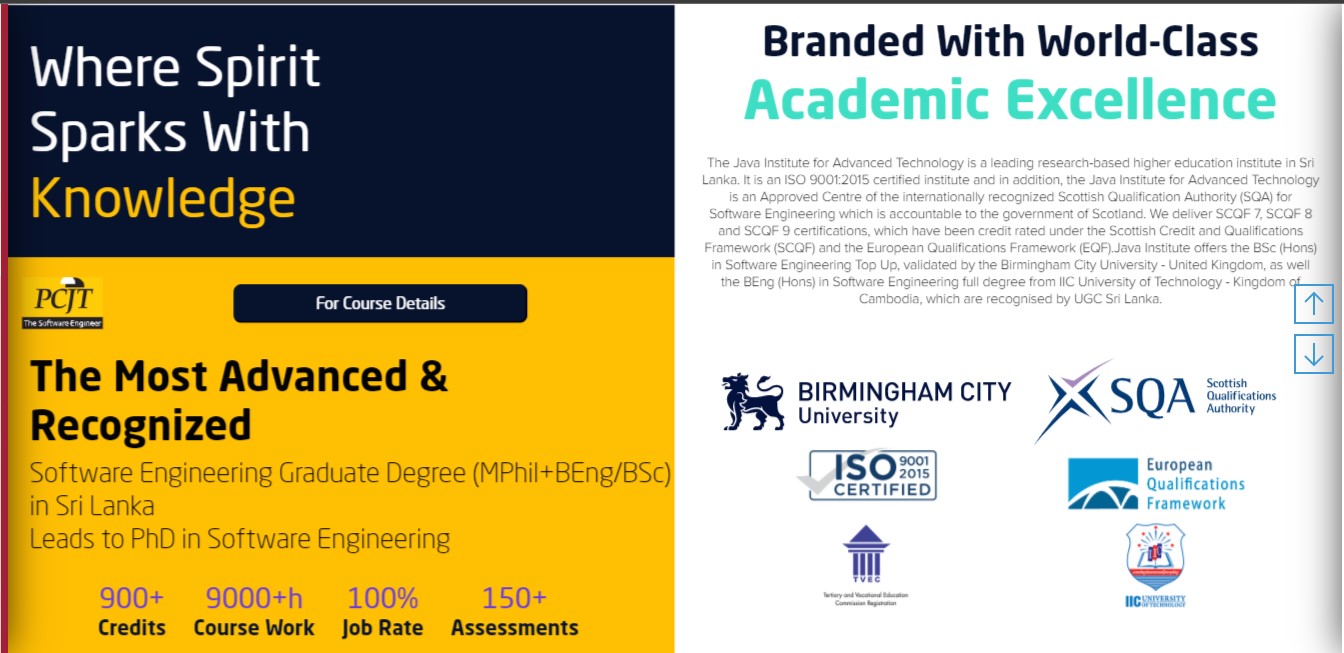 Where Spirit
Sparks With
Knowledge
PCJT
The Software Engineer
For Course Details
The Most Advanced &
Recognized
Software Engineering Graduate Degree (MPhil+BEng/BSc)
in Sri Lanka
Leads to PhD in Software Engineering
900+
Credits
9000+h
Course Work
100%
Job Rate
150+
Assessments
Branded With World-Class
Academic Excellence
The Java Institute for Advanced Technology is a leading research-based higher education institute in Sri
Lanka. It is an ISO 9001:2015 certified institute and in addition, the Java Institute for Advanced Technology
is an Approved Centre of the internationally recognized Scottish Qualification Authority (SQA) for
Software Engineering which is accountable to the government of Scotland. We deliver SCQF 7, SCQF 8
and SCQF 9 certifications, which have been credit rated under the Scottish Credit and Qualifications
Framework (SCQF) and the European Qualifications Framework (EQF).Java Institute offers the BSc (Hons)
in Software Engineering Top Up, validated by the Birmingham City University - United Kingdom, as well
the BEng (Hons) in Software Engineering full degree from IIC University of Technology - Kingdom of
Cambodia, which are recognised by UGC Sri Lanka.
BIRMINGHAM CITY
University
SQA
Scottish
Qualifications
Authority
ISO 9001
2015
CERTIFIED
European
Qualifications
Framework
TVEC
Tertiary and Vocational Education
Commission Registration
IIC
IIC UNIVERSITY
OF TECHNOLOGY